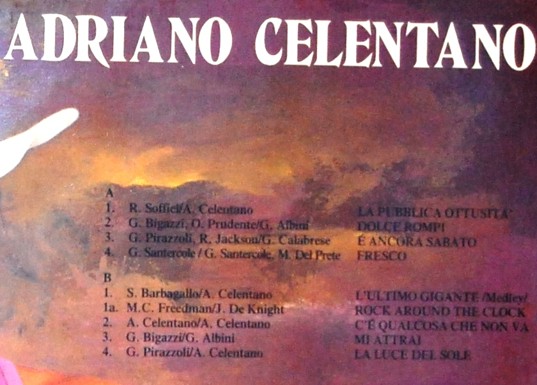 ADRIANO CELENTANO
A
1. R. Soffici/A. Celentano LA PUBBLICA OTTUSITA'
2. G. Bigazzi, O. Prudente/G. Albini DOLCE ROMPI
3. G. Pirazzoli, R. Jackson/G. Calabrese É ANCORA SABATO
4. G. Santercole / G. Santercole, M. Del Prete FRESCO
B
1. S. Barbagallo/A. Celentano L'ULTIMO GIGANTE /Medley/
1a. M.C. Freedman/J. De Knight ROCK AROUND THE CLOCK
2. A. Celentano/A. Celentano C'É QUALCOSA CHE NON VA
3. G. Bigazzi/G. Albini MI ATTRAI
4. G. Pirazzoli/A. Celentano LA LUCE DEL SOLE